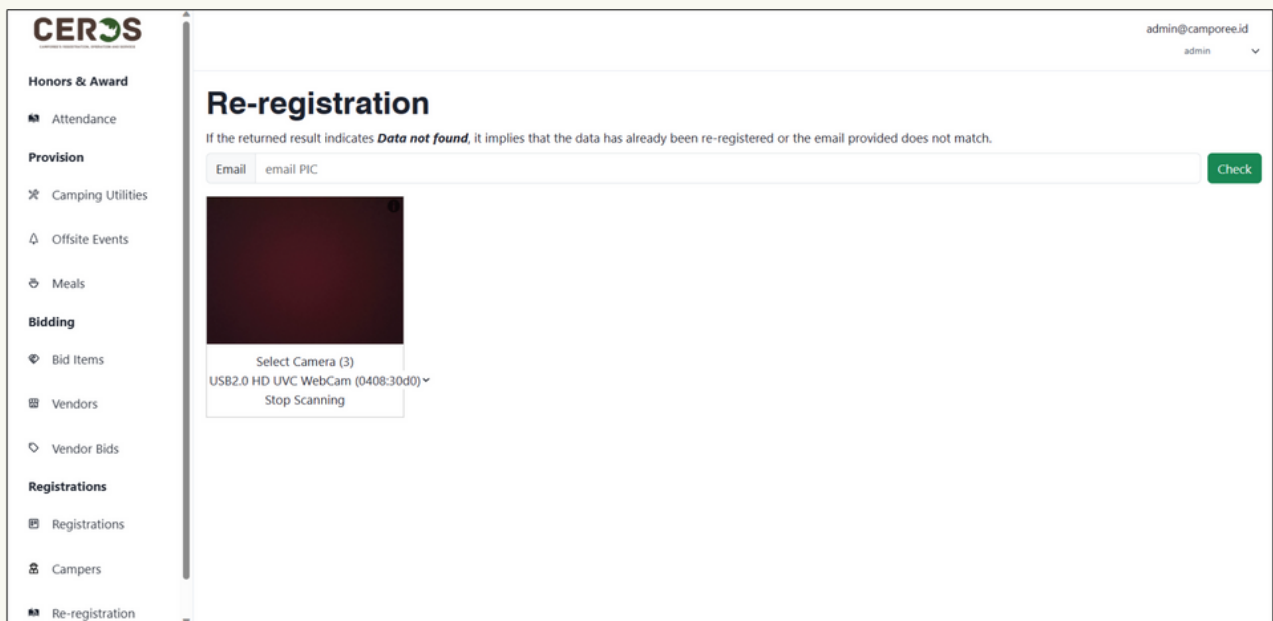 CEROS
admin@camporee.id
admin
Honors & Award
Attendance
Provision
Camping Utilities
Offsite Events
Meals
Bidding
Bid Items
Vendors
Vendor Bids
Registrations
Registrations
Campers
Re-registration
Re-registration
If the returned result indicates Data not found, it implies that the data has already been re-registered or the email provided does not match.
Email email PIC Check
Select Camera (3)
USB2.0 HD UVC WebCam (0408:30d0)
Stop Scanning